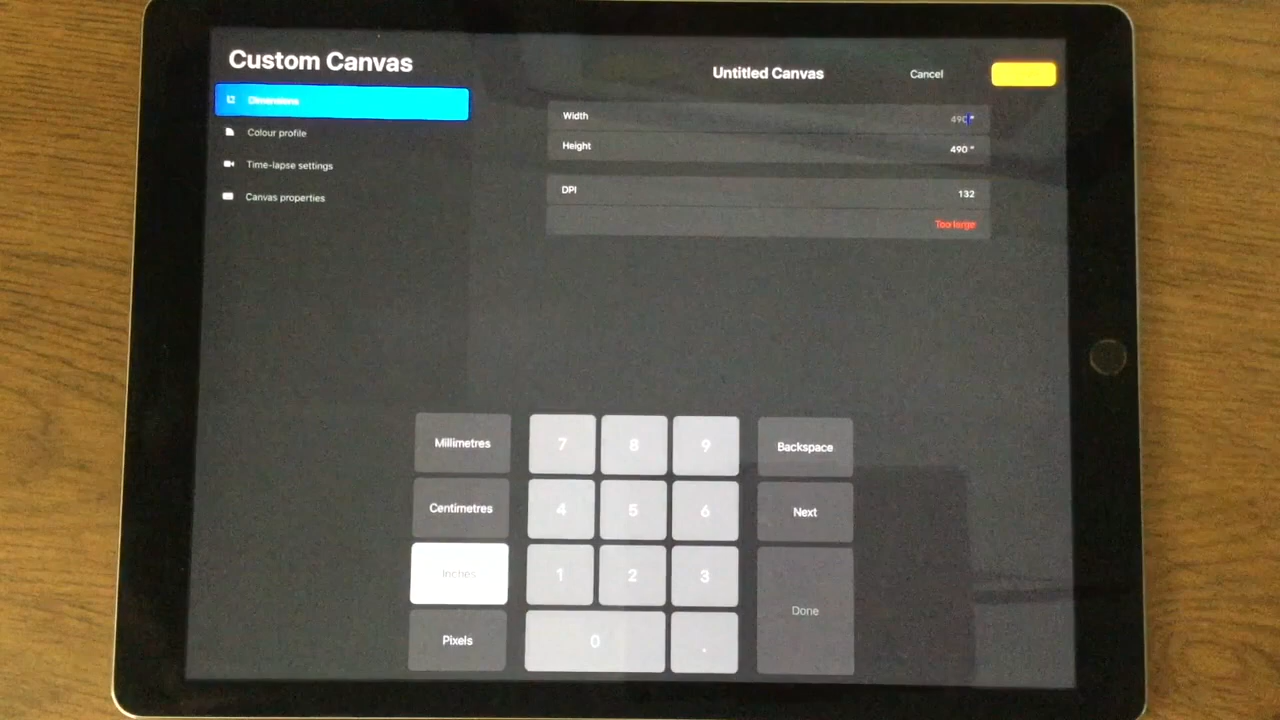 Custom Canvas
Untitled Canvas
Cancel
Dimensions
Colour profile
Time-lapse settings
Canvas properties
Width 490 "
Height 490 "
DPI 132
Too large
Millimetres 7 8 9 Backspace
Centimetres 4 5 6 Next
Inches 1 2 3
Done
Pixels 0 .